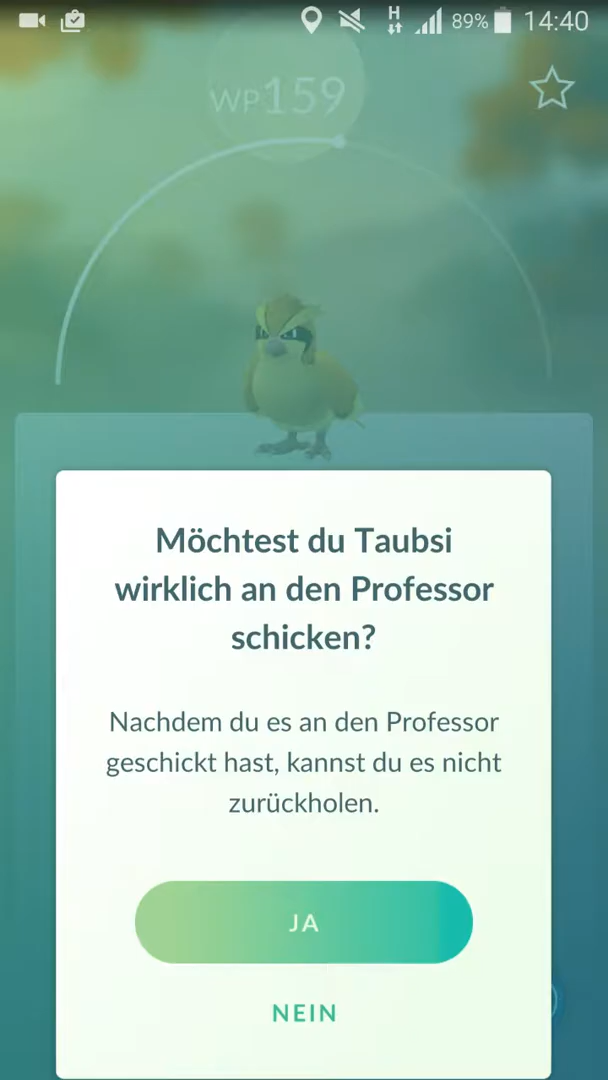 H 89% 14:40
WP159
Möchtest du Taubsi
wirklich an den Professor
schicken?
Nachdem du es an den Professor
geschickt hast, kannst du es nicht
zurückholen.
JA
NEIN